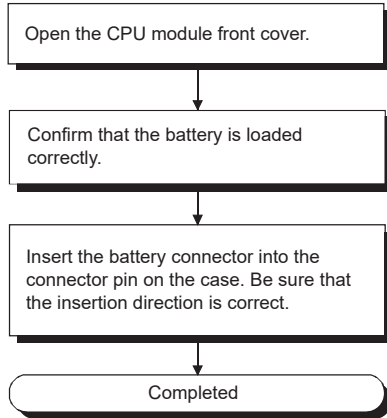 Open the CPU module front cover.
Confirm that the battery is loaded
correctly.
Insert the battery connector into the
connector pin on the case. Be sure that
the insertion direction is correct.
Completed